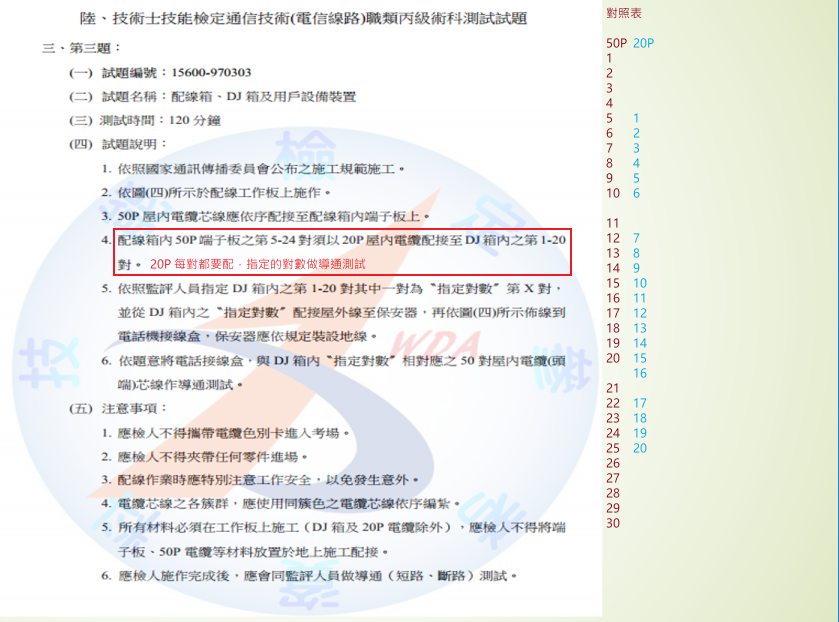 陸、技術士技能檢定通信技術(電信線路)職類丙級術科測試試題
三、第三題：
(一) 試題編號：15600-970303
(二) 試題名稱：配線箱、DJ 箱及用戶設備裝置
(三) 測試時間：120 分鐘
(四) 試題說明：
1. 依照國家通訊傳播委員會公布之施工規範施工。
2. 依圖(四)所示於配線工作板上施作。
3. 50P 屋內電纜芯線應依序配接至配線箱內端子板上。
4. 配線箱內 50P 端子板之第 5-24 對須以 20P 屋內電纜配接至 DJ 箱內之第 1-20
對。 20P 每對都要配，指定的對數做導通測試
5. 依照監評人員指定 DJ 箱內之第 1-20 對其中一對為〝指定對數〞第 X 對，
並從 DJ 箱內之〝指定對數〞配接屋外線至保安器，再依圖(四)所示佈線到
電話機接線盒，保安器應依規定裝設地線。
6. 依題意將電話接線盒，與 DJ 箱內〝指定對數〞相對應之 50 對屋內電纜(頭
端)芯線作導通測試。
(五) 注意事項：
1. 應檢人不得攜帶電纜色別卡進入考場。
2. 應檢人不得夾帶任何零件進場。
3. 配線作業時應特別注意工作安全，以免發生意外。
4. 電纜芯線之各族群，應使用同族色之電纜芯線依序編紮。
5. 所有材料必須在工作板上施工（DJ 箱及 20P 電纜除外），應檢人不得將端
子板、50P 電纜等材料放置於地上施工配接。
6. 應檢人施作完成後，應會同監評人員做導通（短路、斷路）測試。
WDA
對照表
50P 20P
1
2
3
4
5 1
6 2
7 3
8 4
9 5
10 6
11
12 7
13 8
14 9
15 10
16 11
17 12
18 13
19 14
20 15
16
21
22 17
23 18
24 19
25 20
26
27
28
29
30